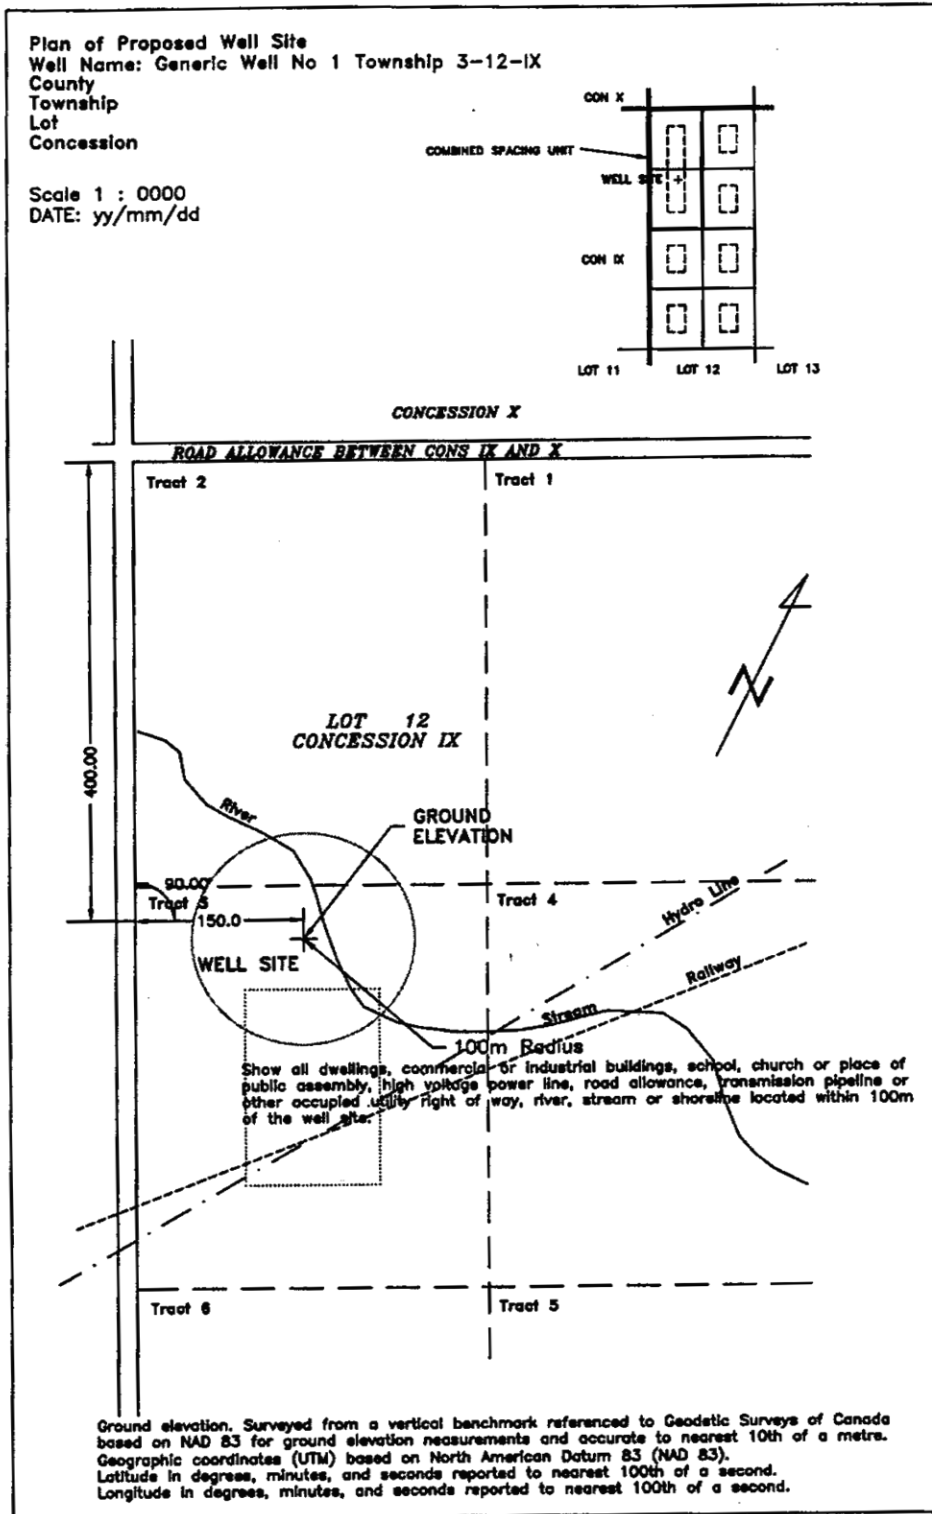 Plan of Proposed Well Site
Well Name: Generic Well No 1 Township 3-12-IX
County
Township
Lot
Concession
Scale 1 : 0000
DATE: yy/mm/dd
CON X
COMBINED SPACING UNIT
WELL SITE
CON IX
LOT 11
LOT 12
LOT 13
CONCESSION X
ROAD ALLOWANCE BETWEEN CONS IX AND X
Tract 2
Tract 1
LOT 12
CONCESSION IX
400.00
River
GROUND
ELEVATION
90.00
Tract 3
Tract 4
150.0
Hydro Line
WELL SITE
Railway
Stream
100m Radius
Show all dwellings, commercial or industrial buildings, school, church or place of
public assembly, high voltage power line, road allowance, transmission pipeline or
other occupied utility right of way, river, stream or shoreline located within 100m
of the well site.
Tract 6
Tract 5
Ground elevation. Surveyed from a vertical benchmark referenced to Geodetic Surveys of Canada
based on NAD 83 for ground elevation measurements and accurate to nearest 10th of a metre.
Geographic coordinates (UTM) based on North American Datum 83 (NAD 83).
Latitude in degrees, minutes, and seconds reported to nearest 100th of a second.
Longitude in degrees, minutes, and seconds reported to nearest 100th of a second.
N